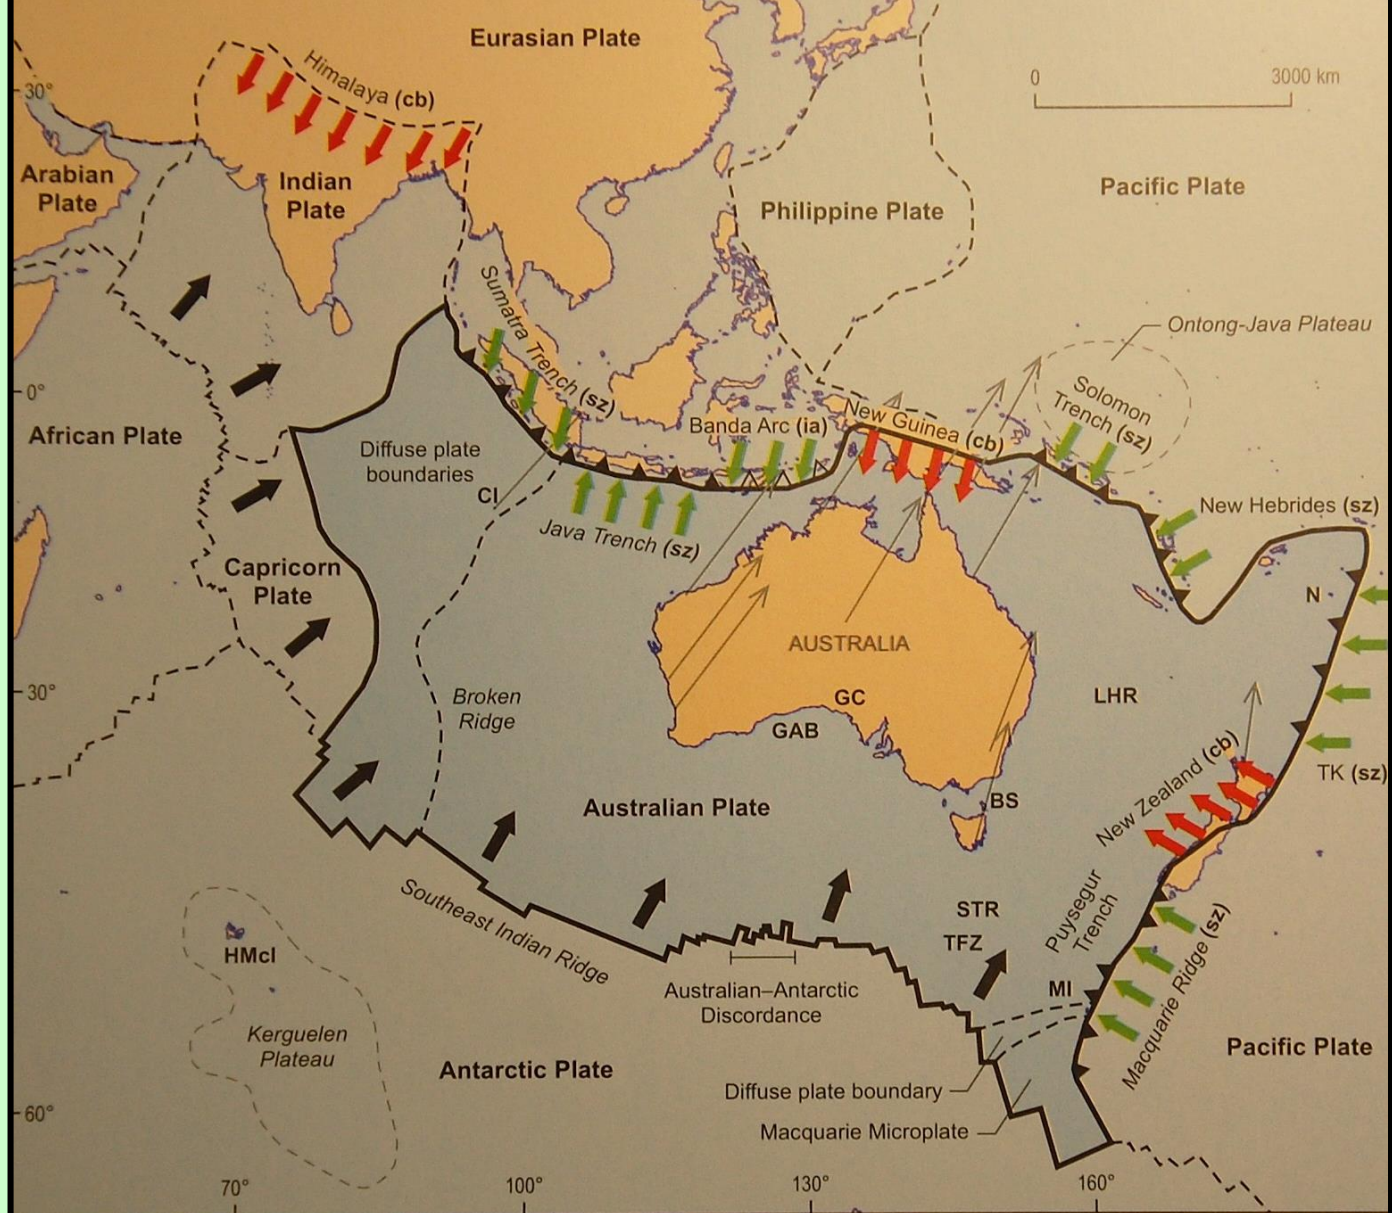 Eurasian Plate
0 3000 km
30°
Himalaya (cb)
Arabian
Plate
Indian
Plate
Pacific Plate
Philippine Plate
Sumatra Trench (sz)
Ontong-Java Plateau
0°
African Plate
Solomon
Trench (sz)
New Guinea (cb)
Banda Arc (ia)
Diffuse plate
boundaries
CI
Java Trench (sz)
New Hebrides (sz)
Capricorn
Plate
N
AUSTRALIA
30°
Broken
Ridge
GC
GAB
LHR
New Zealand (cb)
TK (sz)
Australian Plate
BS
Southeast Indian Ridge
STR
TFZ
Puysegur
Trench
HMcI
MI
Australian–Antarctic
Discordance
Macquarie Ridge (sz)
Kerguelen
Plateau
Antarctic Plate
Pacific Plate
Diffuse plate boundary
60°
Macquarie Microplate
70° 100° 130° 160°